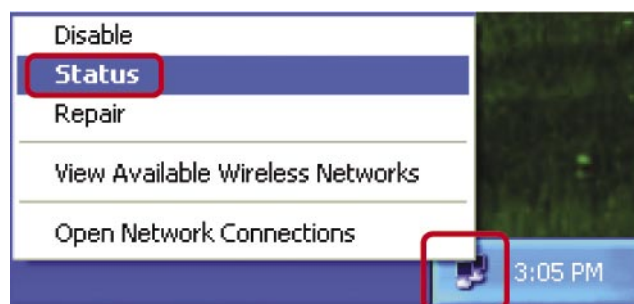 Disable
Status
Repair
View Available Wireless Networks
Open Network Connections
3:05 PM